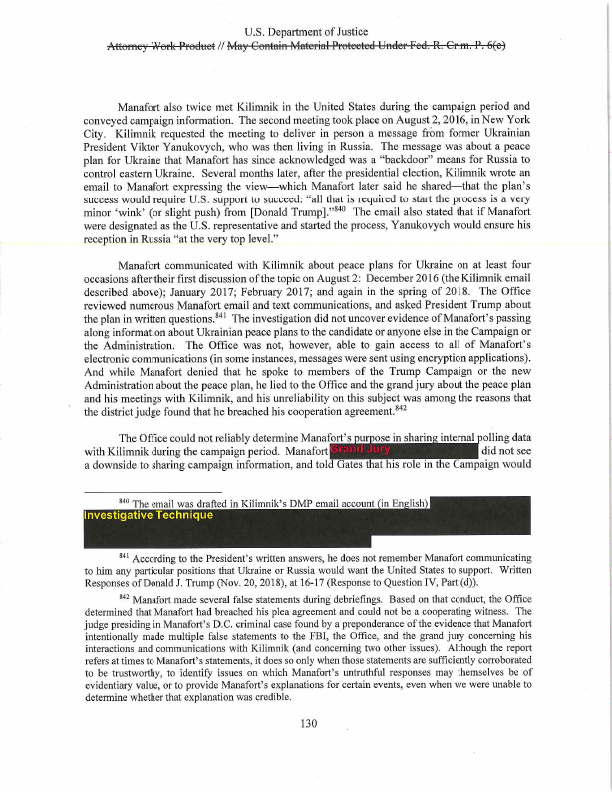 U.S. Department of Justice
Attorney Work Product // May Contain Material Protected Under Fed. R. Crim. P. 6(e)
Manafort also twice met Kilimnik in the United States during the campaign period and
conveyed campaign information. The second meeting took place on August 2, 2016, in New York
City. Kilimnik requested the meeting to deliver in person a message from former Ukrainian
President Viktor Yanukovych, who was then living in Russia. The message was about a peace
plan for Ukraine that Manafort has since acknowledged was a “backdoor” means for Russia to
control eastern Ukraine. Several months later, after the presidential election, Kilimnik wrote an
email to Manafort expressing the view—which Manafort later said he shared—that the plan’s
success would require U.S. support to succeed: “all that is required to start the process is a very
minor ‘wink’ (or slight push) from [Donald Trump].”840 The email also stated that if Manafort
were designated as the U.S. representative and started the process, Yanukovych would ensure his
reception in Russia “at the very top level.”
Manafort communicated with Kilimnik about peace plans for Ukraine on at least four
occasions after their first discussion of the topic on August 2: December 2016 (the Kilimnik email
described above); January 2017; February 2017; and again in the spring of 2018. The Office
reviewed numerous Manafort email and text communications, and asked President Trump about
the plan in written questions.841 The investigation did not uncover evidence of Manafort’s passing
along information about Ukrainian peace plans to the candidate or anyone else in the Campaign or
the Administration. The Office was not, however, able to gain access to all of Manafort’s
electronic communications (in some instances, messages were sent using encryption applications).
And while Manafort denied that he spoke to members of the Trump Campaign or the new
Administration about the peace plan, he lied to the Office and the grand jury about the peace plan
and his meetings with Kilimnik, and his unreliability on this subject was among the reasons that
the district judge found that he breached his cooperation agreement.842
The Office could not reliably determine Manafort’s purpose in sharing internal polling data
with Kilimnik during the campaign period. Manafort Grand Jury did not see
a downside to sharing campaign information, and told Gates that his role in the Campaign would
840 The email was drafted in Kilimnik’s DMP email account (in English)
Investigative Technique
841 According to the President’s written answers, he does not remember Manafort communicating
to him any particular positions that Ukraine or Russia would want the United States to support. Written
Responses of Donald J. Trump (Nov. 20, 2018), at 16-17 (Response to Question IV, Part (d)).
842 Manafort made several false statements during debriefings. Based on that conduct, the Office
determined that Manafort had breached his plea agreement and could not be a cooperating witness. The
judge presiding in Manafort’s D.C. criminal case found by a preponderance of the evidence that Manafort
intentionally made multiple false statements to the FBI, the Office, and the grand jury concerning his
interactions and communications with Kilimnik (and concerning two other issues). Although the report
refers at times to Manafort’s statements, it does so only when those statements are sufficiently corroborated
to be trustworthy, to identify issues on which Manafort’s untruthful responses may themselves be of
evidentiary value, or to provide Manafort’s explanations for certain events, even when we were unable to
determine whether that explanation was credible.
130